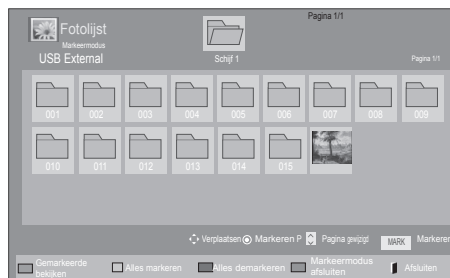 Pagina 1/1
Fotolijst
Markeermodus
USB External
Schijf 1
Pagina 1/1
001 002 003 004 005 006 007 008 009
010 011 012 013 014 015
Verplaatsen Markeren P Pagina gewijzigd MARK Markeren
Gemarkeerde bekijken Alles markeren Alles demarkeren Markeermodus afsluiten Afsluiten